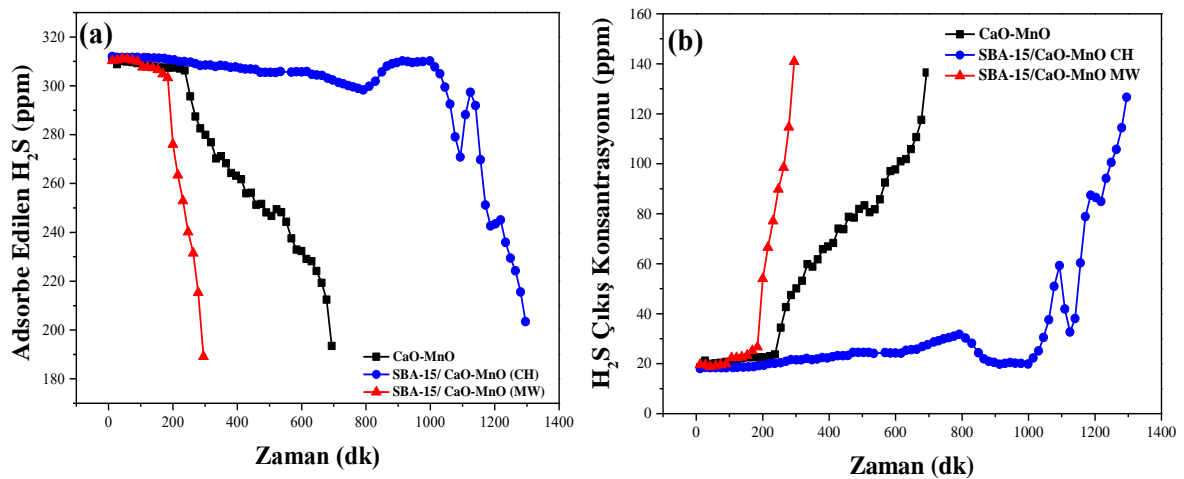 (a)
Adsorbe Edilen H₂S (ppm)
320
300
280
260
240
220
200
180
CaO-MnO
SBA-15/ CaO-MnO (CH)
SBA-15/ CaO-MnO (MW)
0 200 400 600 800 1000 1200 1400
Zaman (dk)
(b)
H₂S Çıkış Konsantrasyonu (ppm)
160
140
120
100
80
60
40
20
0
CaO-MnO
SBA-15/CaO-MnO CH
SBA-15/CaO-MnO MW
0 200 400 600 800 1000 1200 1400
Zaman (dk)